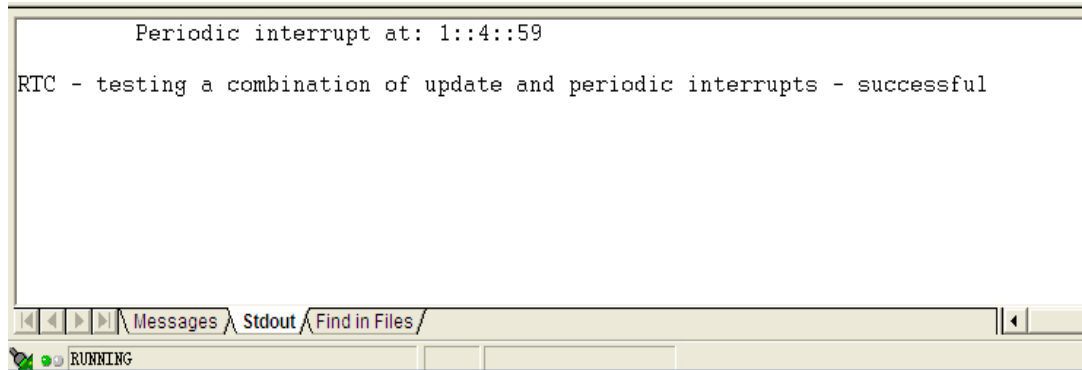 Periodic interrupt at: 1::4::59
RTC - testing a combination of update and periodic interrupts - successful
Messages Stdout Find in Files
RUNNING